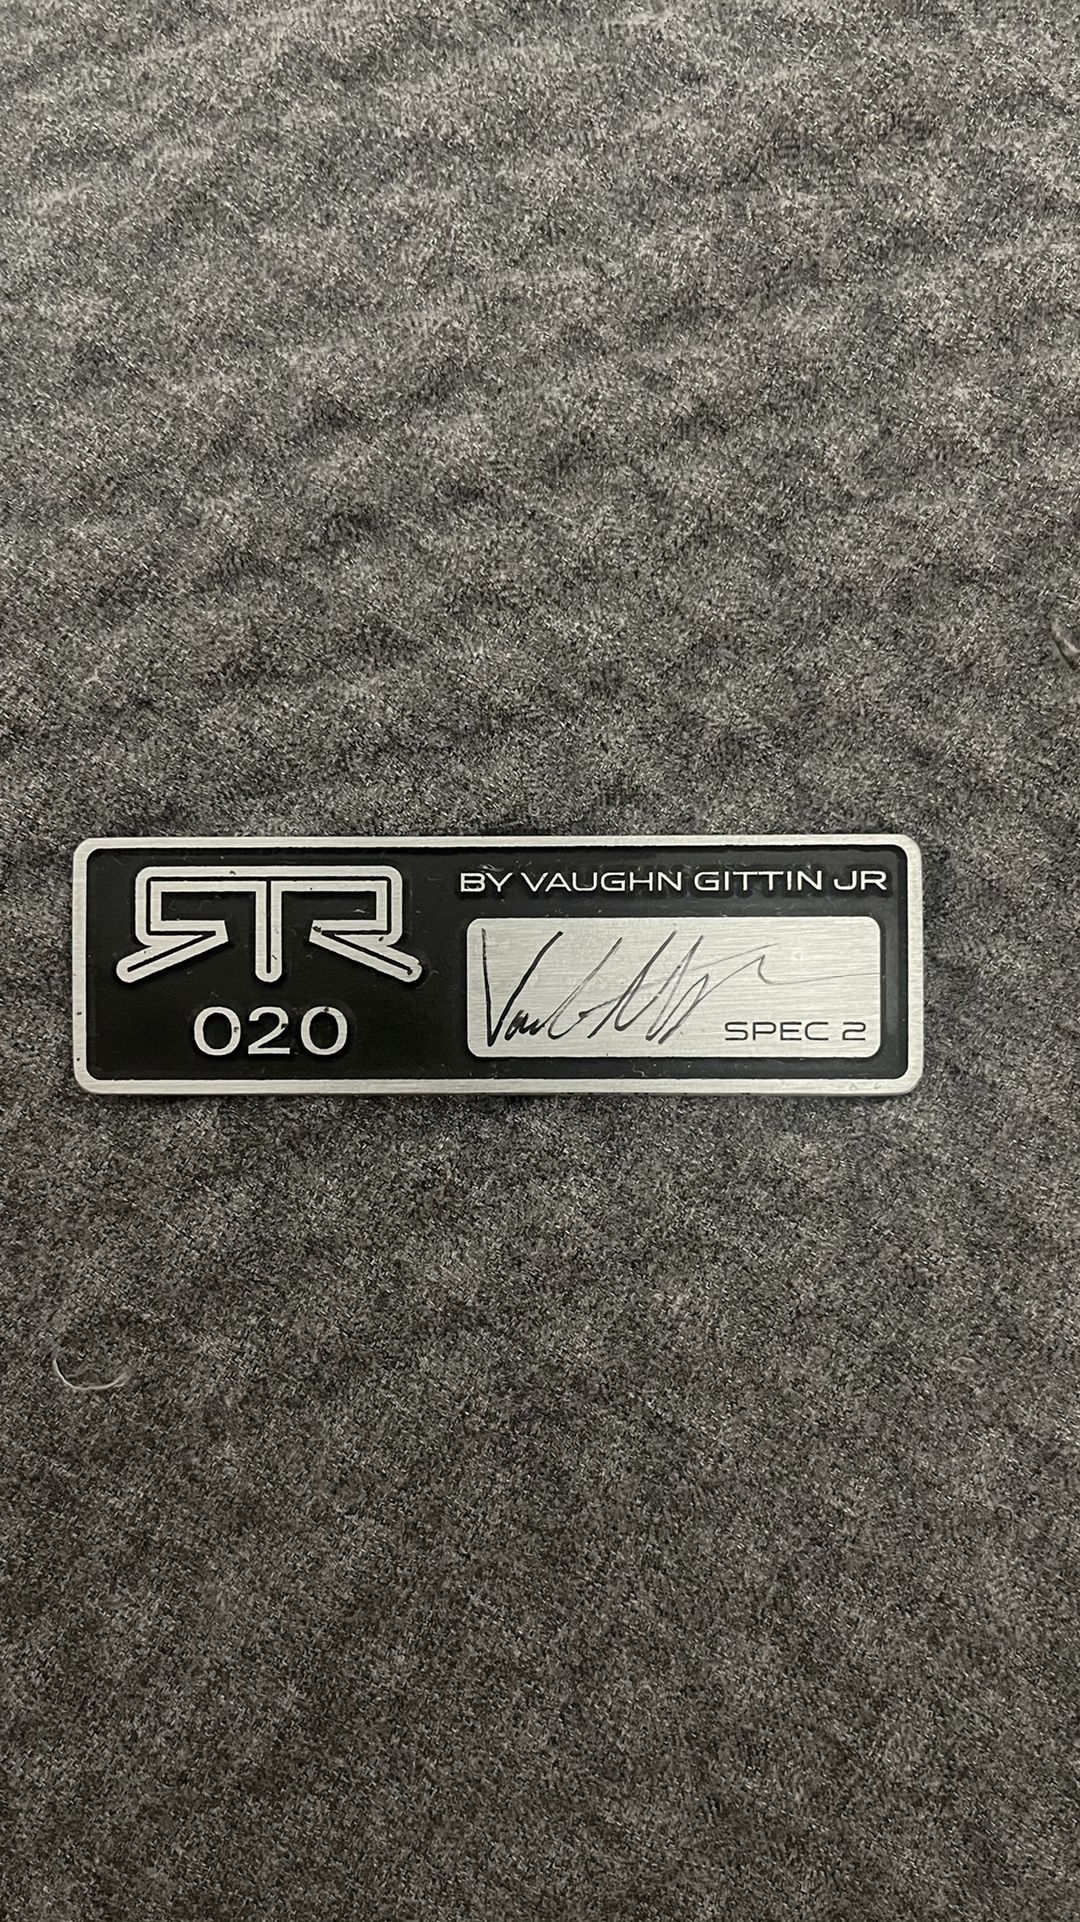 RTR
020
BY VAUGHN GITTIN JR
SPEC 2